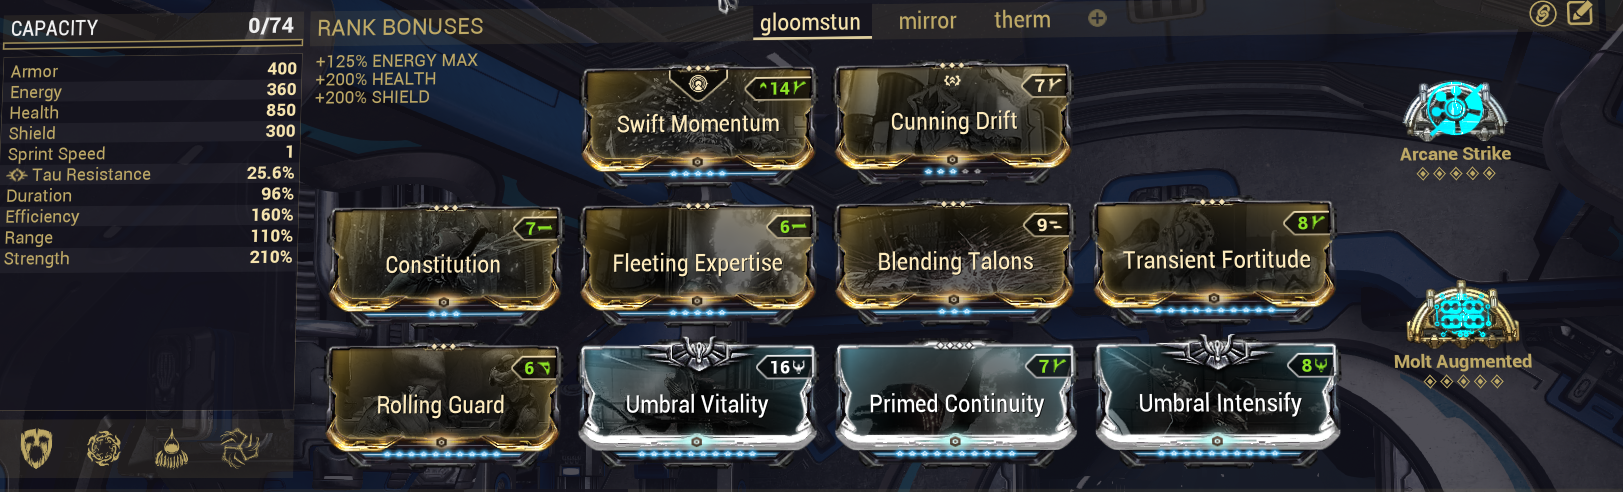 CAPACITY 0/74
Armor 400
Energy 360
Health 850
Shield 300
Sprint Speed 1
Tau Resistance 25.6%
Duration 96%
Efficiency 160%
Range 110%
Strength 210%
RANK BONUSES
+125% ENERGY MAX
+200% HEALTH
+200% SHIELD
gloomstun mirror therm
14
Swift Momentum
7
Cunning Drift
Arcane Strike
7
Constitution
6
Fleeting Expertise
9
Blending Talons
8
Transient Fortitude
Molt Augmented
6
Rolling Guard
16
Umbral Vitality
7
Primed Continuity
8
Umbral Intensify